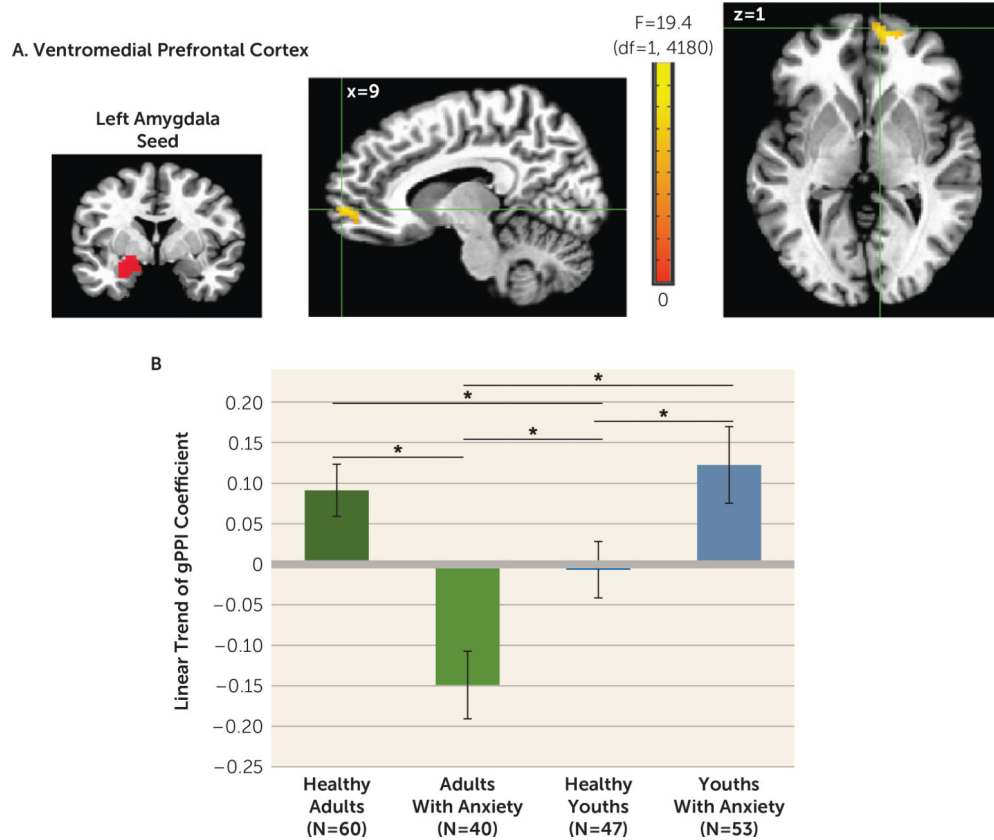 A. Ventromedial Prefrontal Cortex
Left Amygdala
Seed
x=9
F=19.4
(df=1, 4180)
0
z=1
B
Linear Trend of gPPI Coefficient
0.20
0.15
0.10
0.05
0
−0.05
−0.10
−0.15
−0.20
−0.25
*
*
*
*
*
Healthy
Adults
(N=60)
Adults
With Anxiety
(N=40)
Healthy
Youths
(N=47)
Youths
With Anxiety
(N=53)